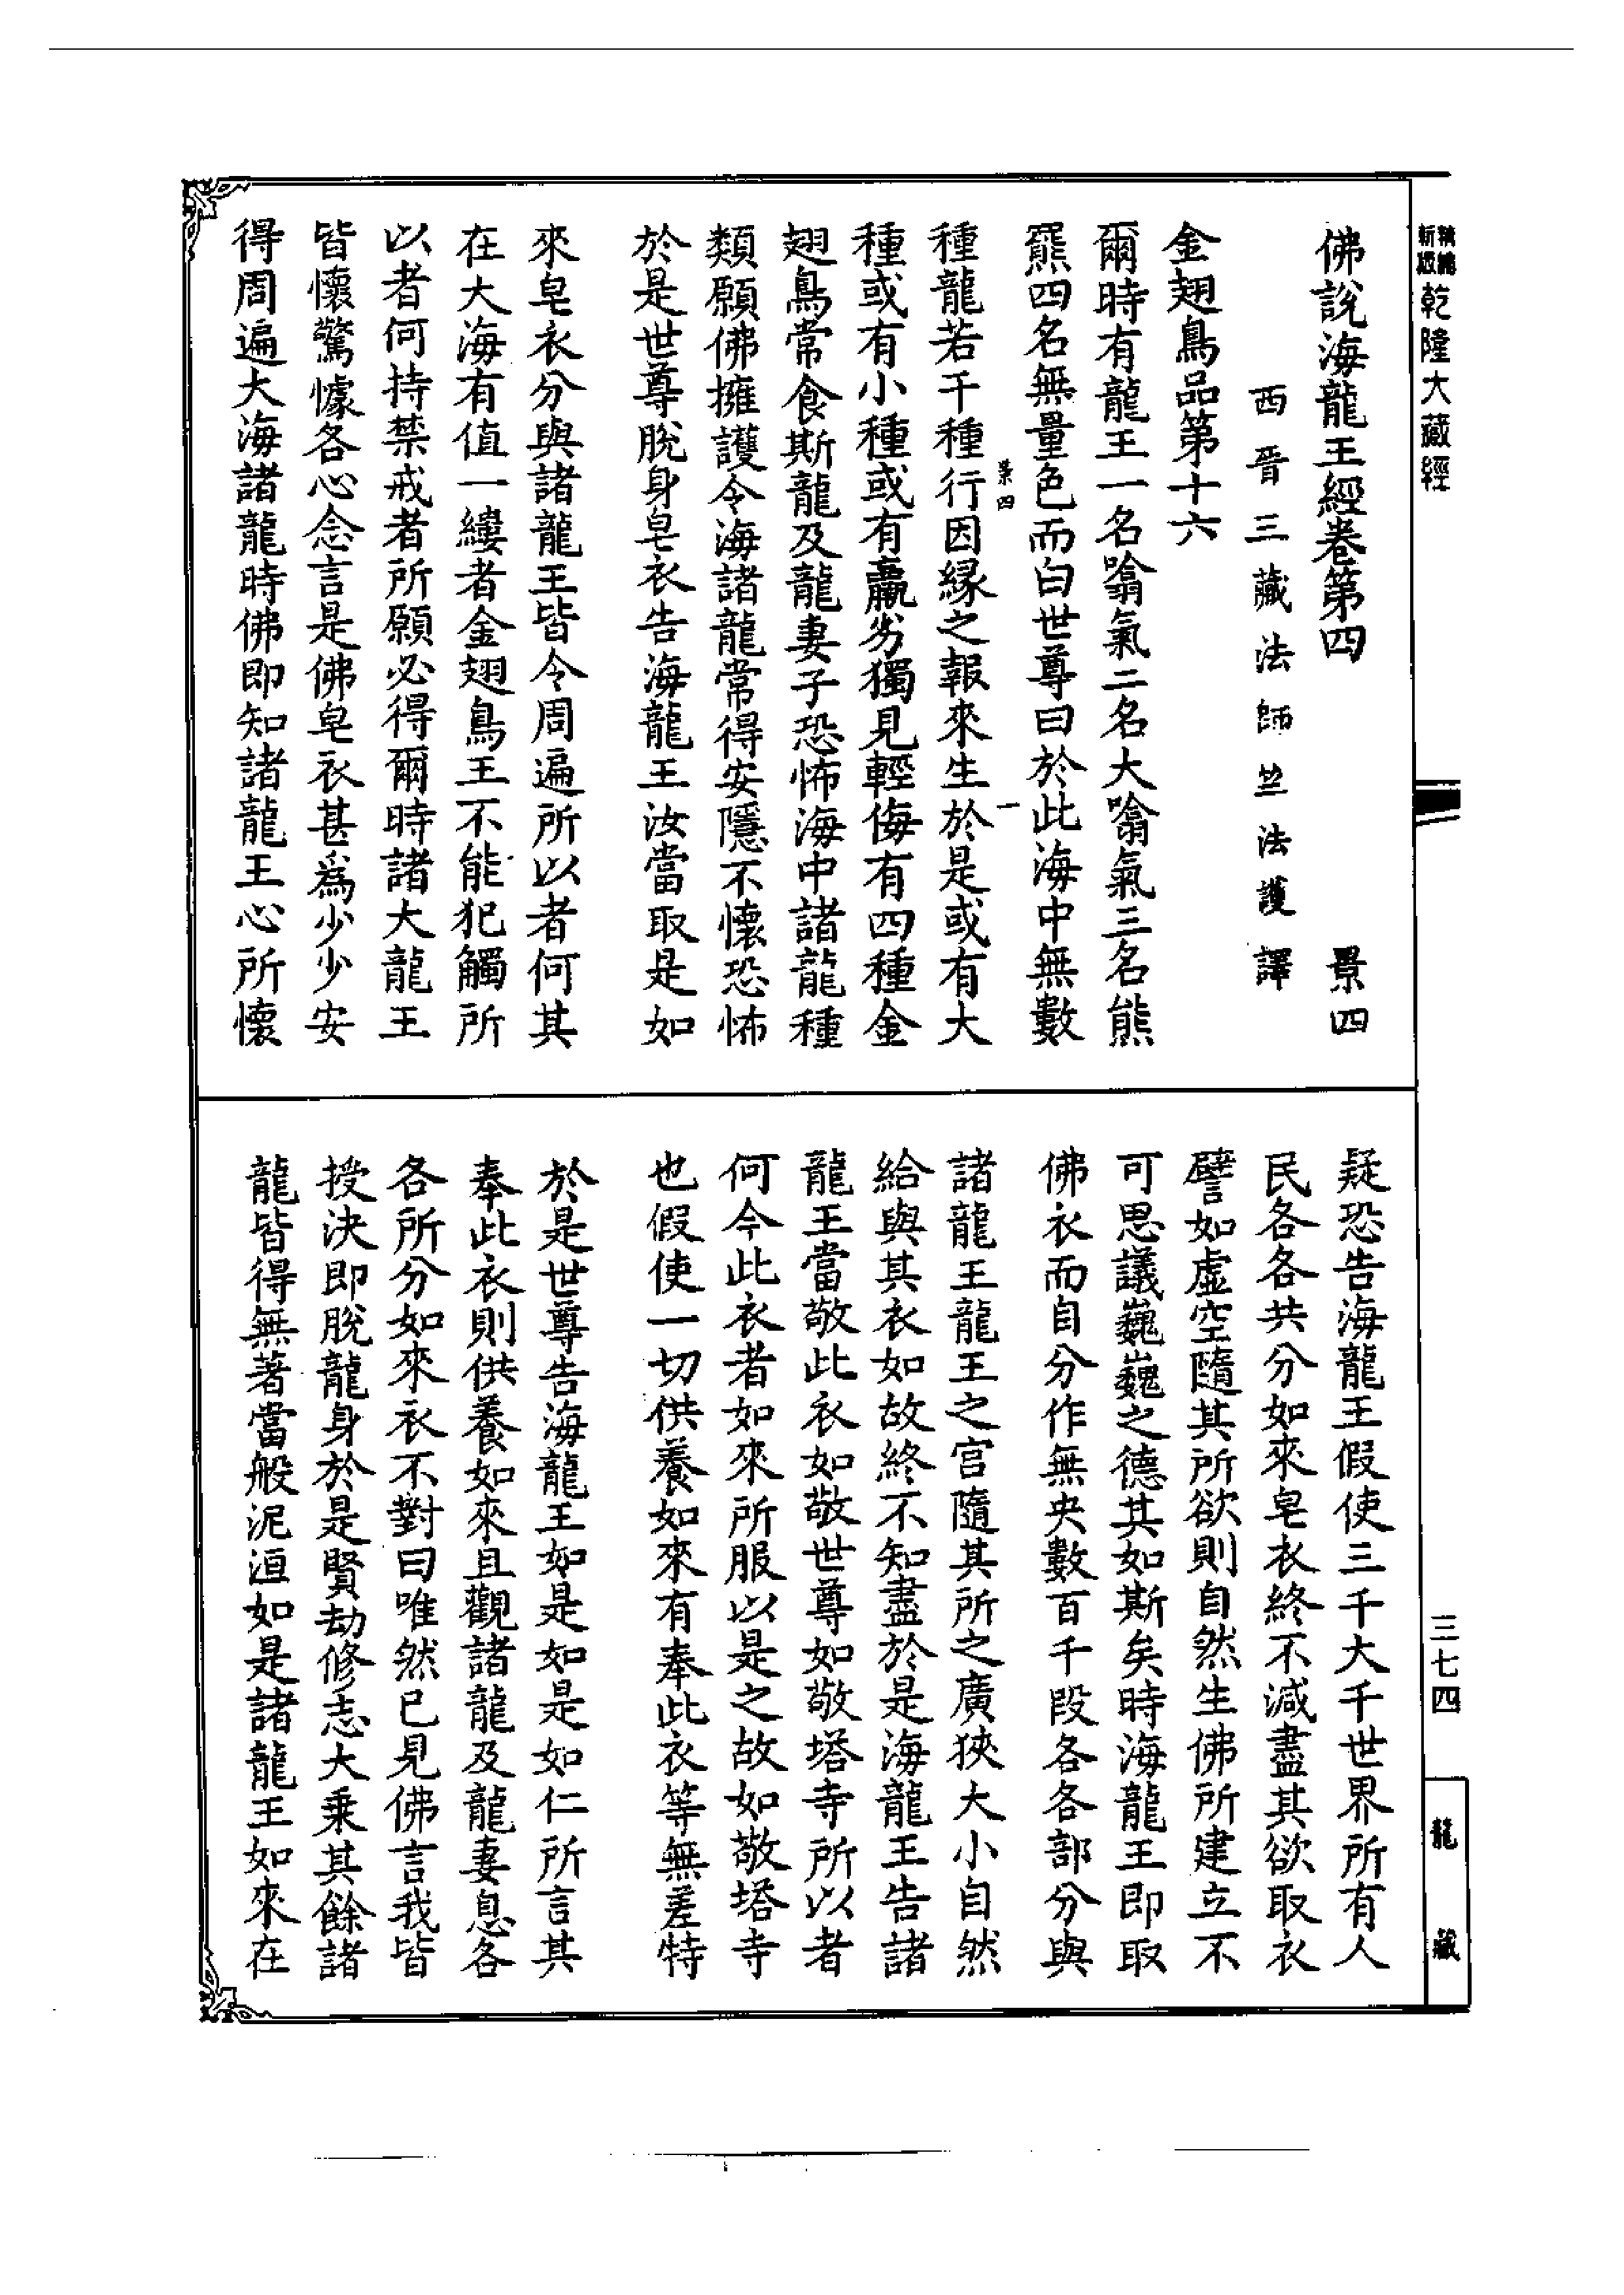 精縮
新版
乾隆大藏經
三七四
龍藏
佛說海龍王經卷第四 景四
西晉三藏法師竺法護譯
金翅鳥品第十六
爾時有龍王一名噏氣二名大噏氣三名熊
羆四名無量色而白世尊曰於此海中無數
景四 一
種龍若干種行因緣之報來生於是或有大
種或有小種或有羸劣獨見輕侮有四種金
翅鳥常食斯龍及龍妻子恐怖海中諸龍種
類願佛擁護令海諸龍常得安隱不懷恐怖
於是世尊脫身皂衣告海龍王汝當取是如
來皂衣分與諸龍王皆令周遍所以者何其
在大海有值一縷者金翅鳥王不能犯觸所
以者何持禁戒者所願必得爾時諸大龍王
皆懷驚懅各心念言是佛皂衣甚為少少安
得周遍大海諸龍時佛即知諸龍王心所懷
疑恐告海龍王假使三千大千世界所有人
民各各共分如來皂衣終不減盡其欲取衣
譬如虛空隨其所欲則自然生佛所建立不
可思議巍巍之德其如斯矣時海龍王即取
佛衣而自分作無央數百千段各各部分與
諸龍王龍王之宮隨其所之廣狹大小自然
給與其衣如故終不知盡於是海龍王告諸
龍王當敬此衣如敬世尊如敬塔寺所以者
何今此衣者如來所服以是之故如敬塔寺
也假使一切供養如來有奉此衣等無差特
於是世尊告海龍王如是如是如仁所言其
奉此衣則供養如來且觀諸龍及龍妻息各
各所分如來衣不對曰唯然已見佛言我皆
授決即脫龍身於是賢劫修志大乘其餘諸
龍皆得無著當般泥洹如是諸龍王如來在